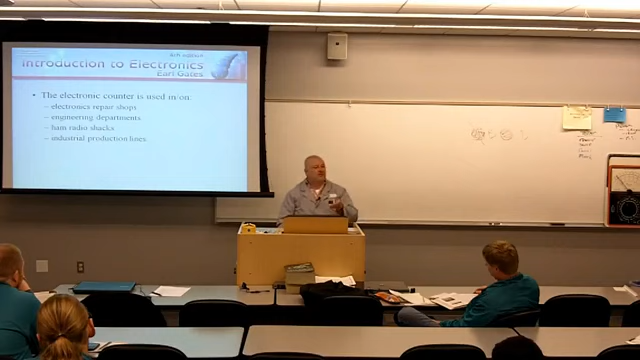 Introduction to Electronics
Earl Gates
• The electronic counter is used in/on:
– electronics repair shops
– engineering departments
– ham radio shacks
– industrial production lines